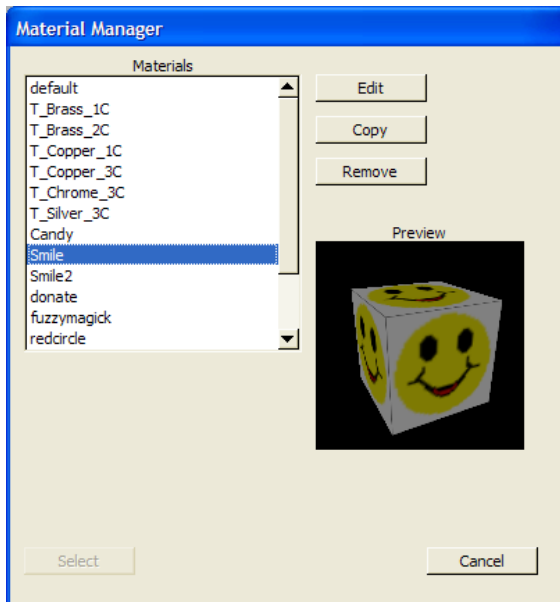 Material Manager
Materials
default
T_Brass_1C
T_Brass_2C
T_Copper_1C
T_Copper_3C
T_Chrome_3C
T_Silver_3C
Candy
Smile
Smile2
donate
fuzzymagick
redcircle
Edit
Copy
Remove
Preview
Select
Cancel